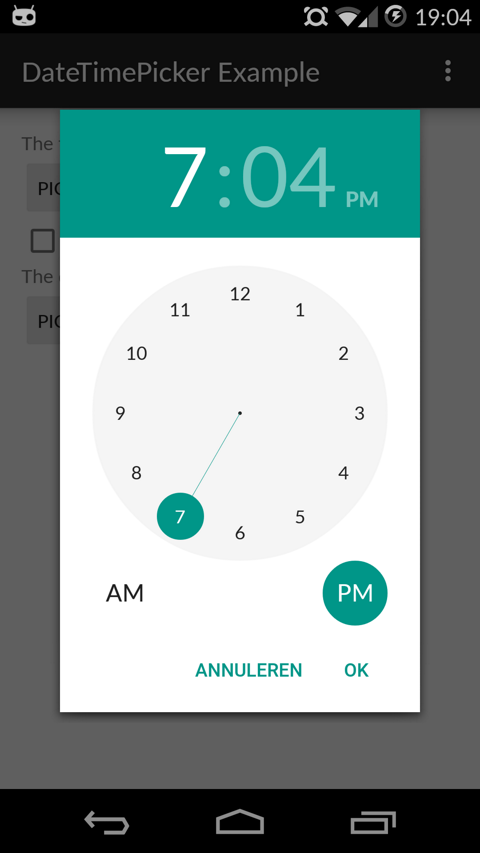 19:04
DateTimePicker Example
The
PIC
The
PIC
7:04 PM
12
11
1
10
2
9
3
8
4
7
5
6
AM
PM
ANNULEREN
OK